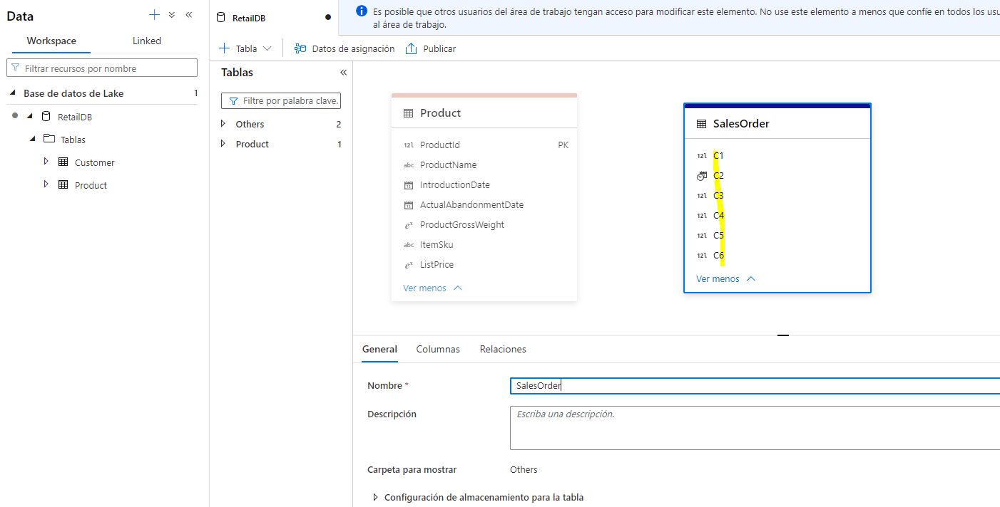 Data
Workspace
Linked
Filtrar recursos por nombre
Base de datos de Lake
1
RetailDB
Tablas
Customer
Product
RetailDB
Es posible que otros usuarios del área de trabajo tengan acceso para modificar este elemento. No use este elemento a menos que confíe en todos los
al área de trabajo.
Tabla
Datos de asignación
Publicar
Tablas
Filtre por palabra clave.
Others
2
Product
1
Product
12l ProductId PK
abc ProductName
IntroductionDate
ActualAbandonmentDate
eˣ ProductGrossWeight
abc ItemSku
eˣ ListPrice
Ver menos
SalesOrder
12l C1
C2
12l C3
12l C4
12l C5
12l C6
Ver menos
General
Columnas
Relaciones
Nombre *
SalesOrder
Descripción
Escriba una descripción.
Carpeta para mostrar
Others
Configuración de almacenamiento para la tabla